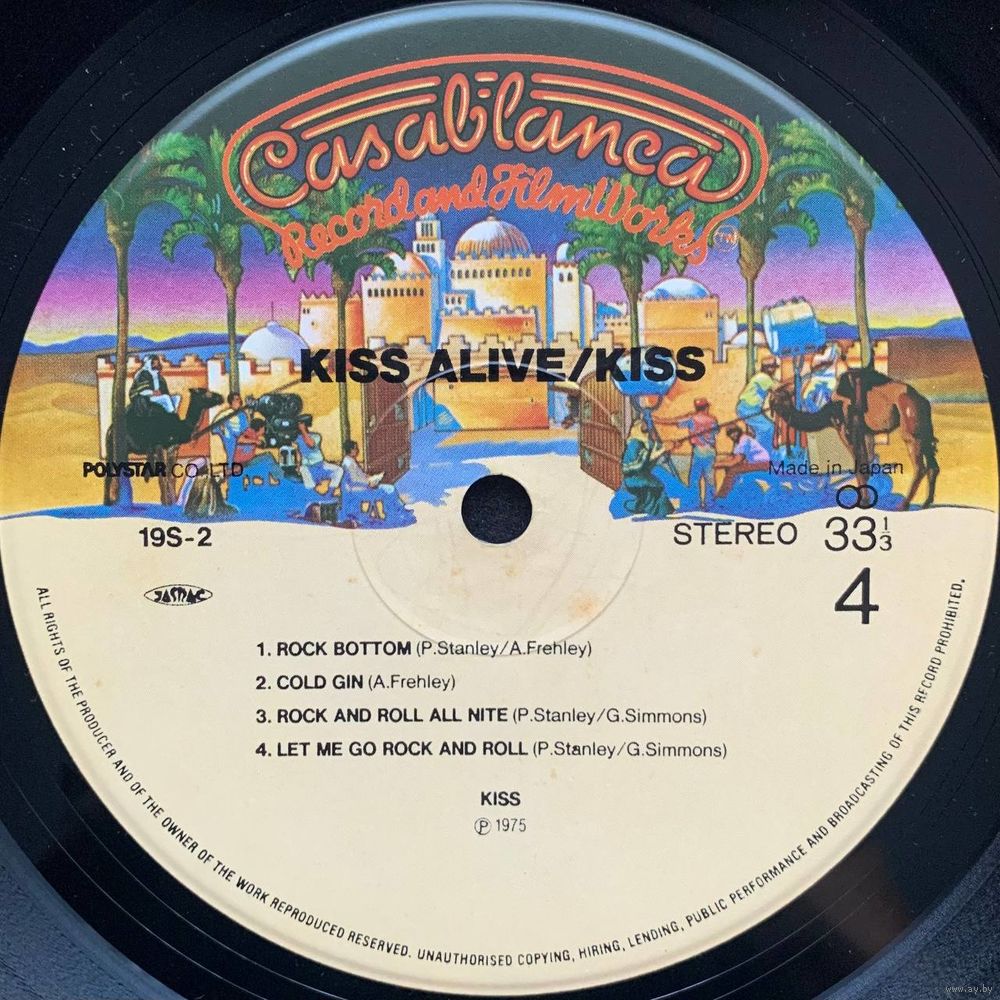 Casablanca
Record and FilmWorks ™
KISS ALIVE/KISS
POLYSTAR CO., LTD.
Made in Japan
19S-2
STEREO 33⅓
JASRAC
4
1. ROCK BOTTOM (P.Stanley/A.Frehley)
2. COLD GIN (A.Frehley)
3. ROCK AND ROLL ALL NITE (P.Stanley/G.Simmons)
4. LET ME GO ROCK AND ROLL (P.Stanley/G.Simmons)
KISS
Ⓟ 1975
ALL RIGHTS OF THE PRODUCER AND OF THE OWNER OF THE WORK REPRODUCED RESERVED. UNAUTHORISED COPYING, HIRING, LENDING, PUBLIC PERFORMANCE AND BROADCASTING OF THIS RECORD PROHIBITED.
www.ay.by